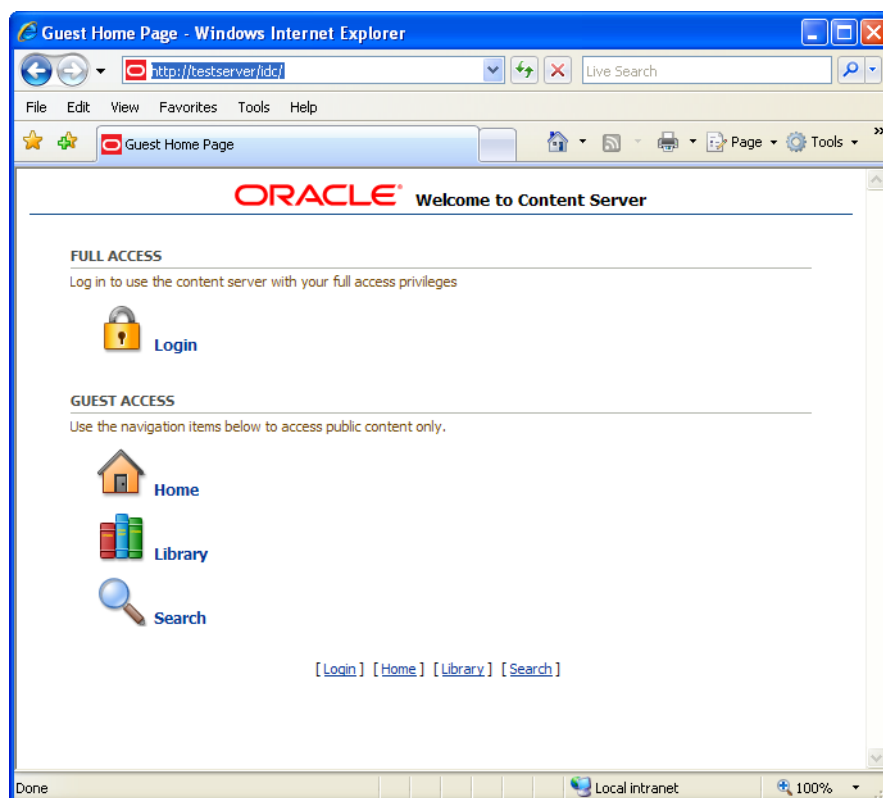 Guest Home Page - Windows Internet Explorer
http://testserver/idc/ Live Search
File Edit View Favorites Tools Help
Guest Home Page Page Tools »
ORACLE Welcome to Content Server
FULL ACCESS
Log in to use the content server with your full access privileges
Login
GUEST ACCESS
Use the navigation items below to access public content only.
Home
Library
Search
[ Login ] [ Home ] [ Library ] [ Search ]
Done Local intranet 100%